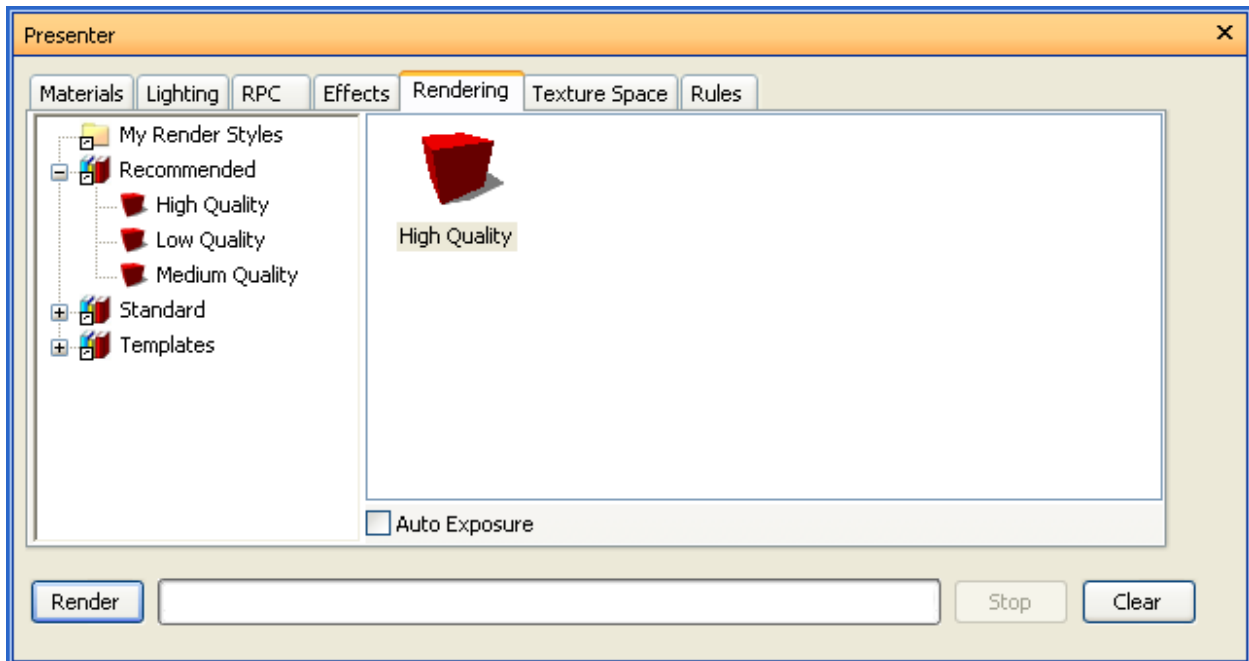 Presenter
Materials Lighting RPC Effects Rendering Texture Space Rules
My Render Styles
Recommended
High Quality
Low Quality
Medium Quality
Standard
Templates
High Quality
Auto Exposure
Render Stop Clear